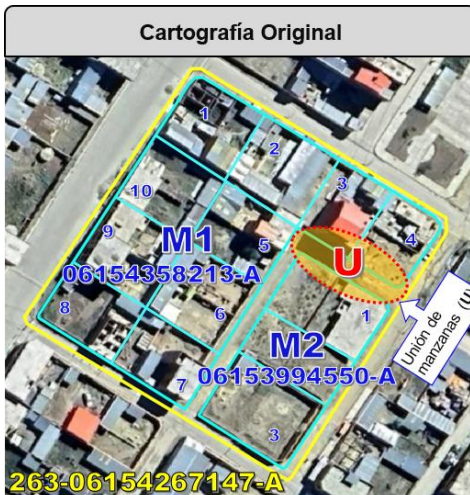 Cartografía Original
1
2
3
10
4
9
M1
5
U
06154358213-A
8
6
1
Unión de
manzanas (U)
M2
06153994550-A
7
3
263-06154267147-A